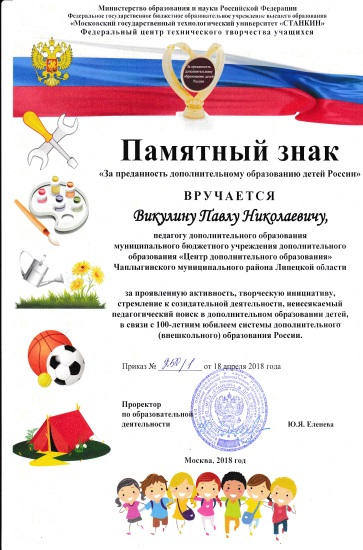 Министерство образования и науки Российской Федерации
Федеральное государственное бюджетное образовательное учреждение высшего образования
«Московский государственный технологический университет «СТАНКИН»
Федеральный центр технического творчества учащихся
За преданность
дополнительному
образованию детей
России
Памятный знак
«За преданность дополнительному образованию детей России»
ВРУЧАЕТСЯ
Викулину Павлу Николаевичу,
педагогу дополнительного образования
муниципального бюджетного учреждения дополнительного
образования «Центр дополнительного образования»
Чаплыгинского муниципального района Липецкой области
за проявленную активность, творческую инициативу,
стремление к созидательной деятельности, неиссякаемый
педагогический поиск в дополнительном образовании детей,
в связи с 100-летним юбилеем системы дополнительного
(внешкольного) образования России.
Приказ № 250/1 от 18 апреля 2018 года
Проректор
по образовательной
деятельности Ю.Я. Еленева
Москва, 2018 год